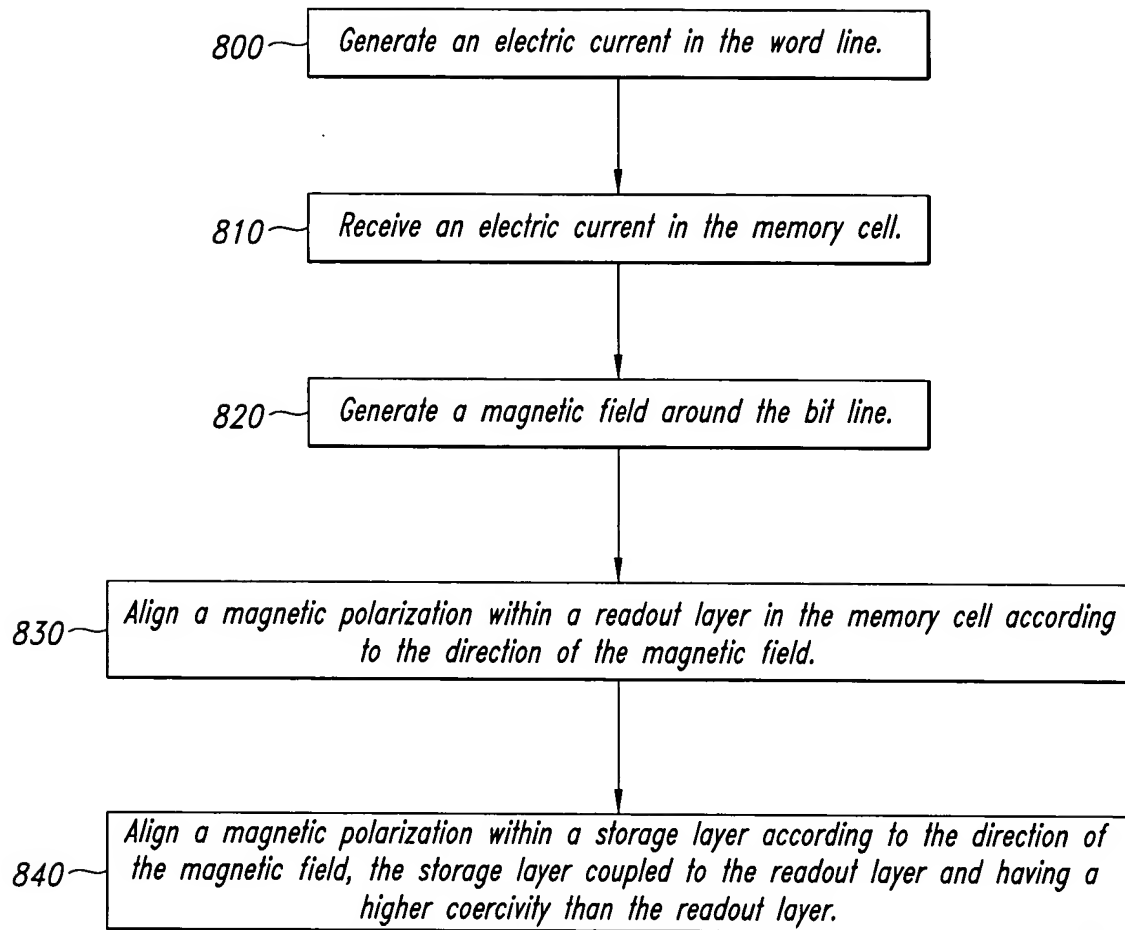 800 Generate an electric current in the word line.
810 Receive an electric current in the memory cell.
820 Generate a magnetic field around the bit line.
830 Align a magnetic polarization within a readout layer in the memory cell according
to the direction of the magnetic field.
Align a magnetic polarization within a storage layer according to the direction of
840 the magnetic field, the storage layer coupled to the readout layer and having a
higher coercivity than the readout layer.